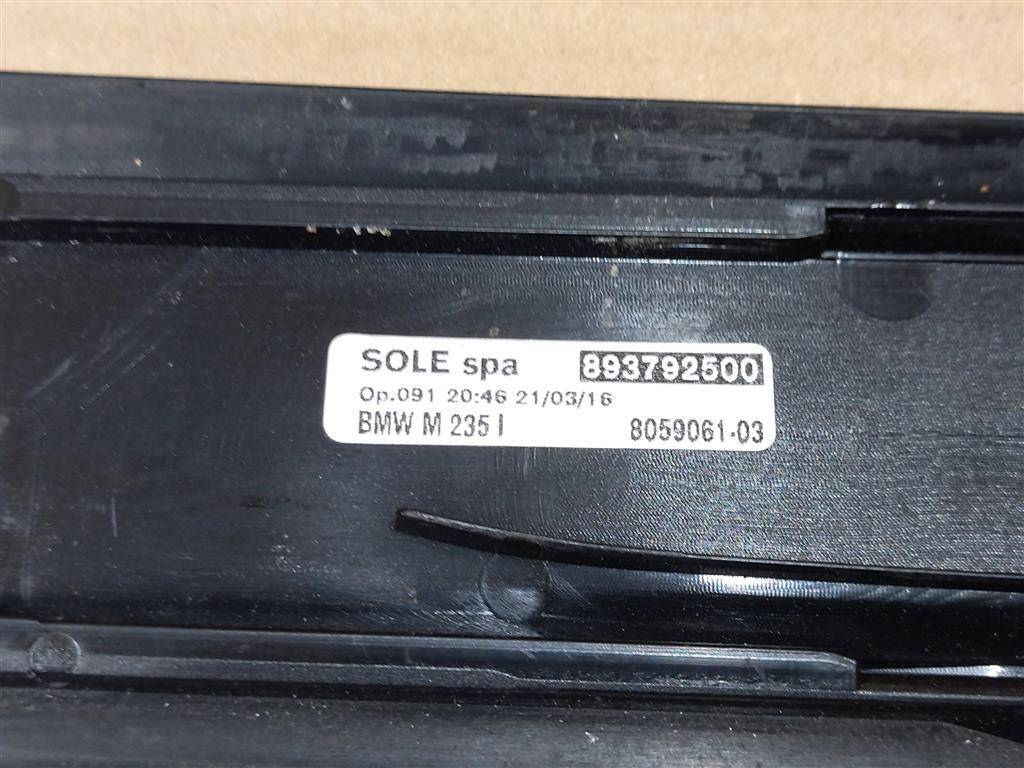 SOLE spa 893792500
Op.091 20:46 21/03/16
BMW M 235 I 8059061-03